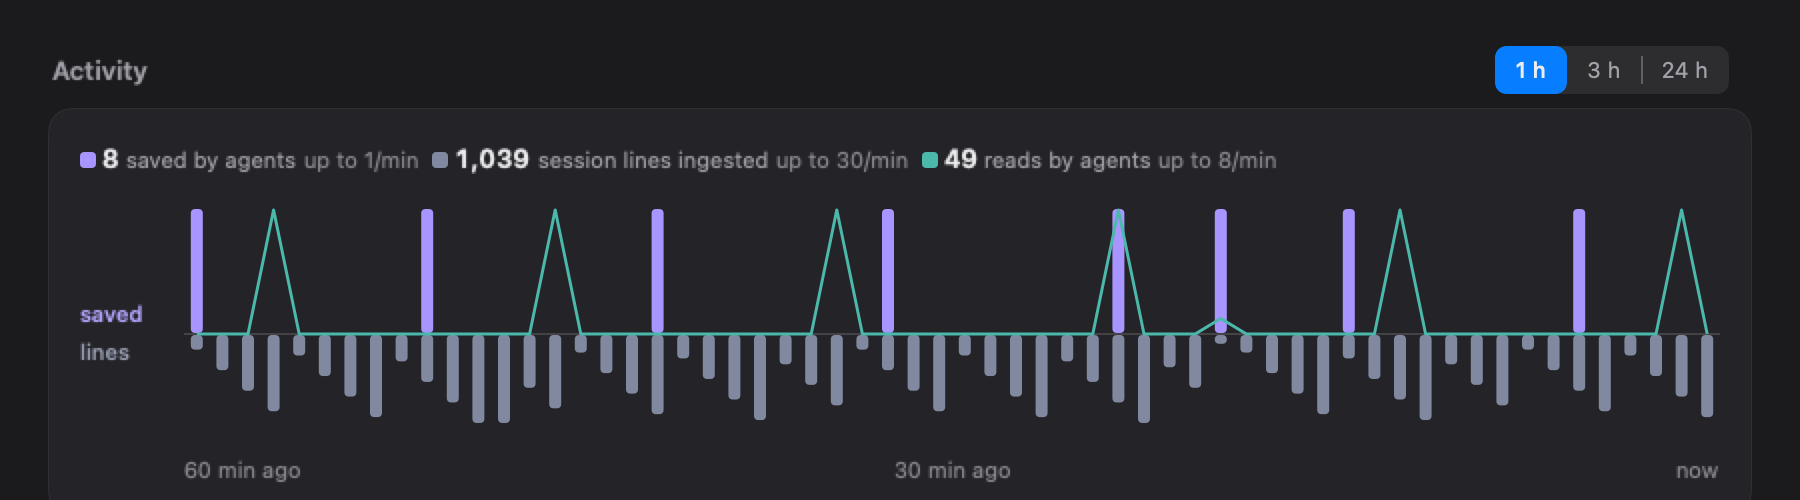 Activity
1 h 3 h 24 h
8 saved by agents up to 1/min 1,039 session lines ingested up to 30/min 49 reads by agents up to 8/min
saved
lines
60 min ago 30 min ago now